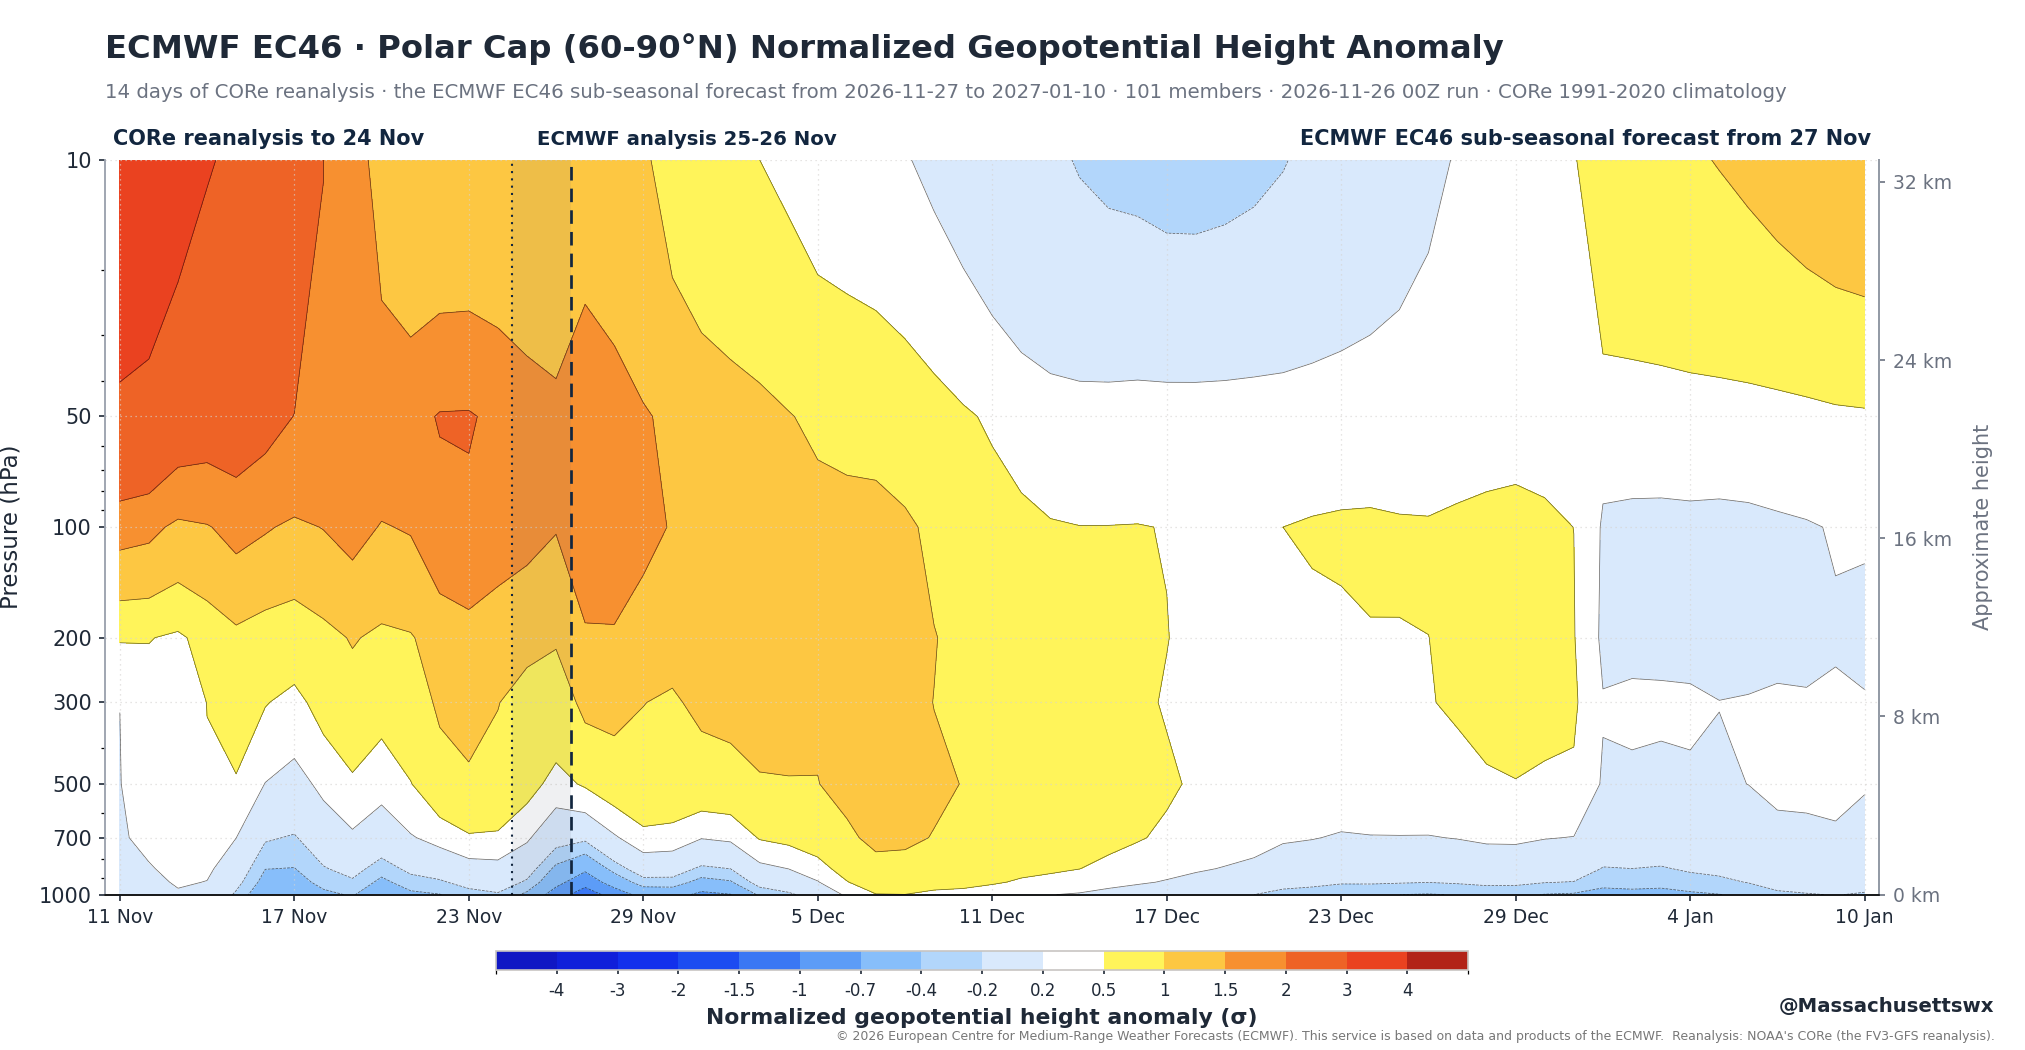 ECMWF EC46 · Polar Cap (60-90°N) Normalized Geopotential Height Anomaly
14 days of CORe reanalysis · the ECMWF EC46 sub-seasonal forecast from 2026-11-27 to 2027-01-10 · 101 members · 2026-11-26 00Z run · CORe 1991-2020 climatology
CORe reanalysis to 24 Nov
ECMWF analysis 25-26 Nov
ECMWF EC46 sub-seasonal forecast from 27 Nov
Pressure (hPa)
10
50
100
200
300
500
700
1000
32 km
24 km
16 km
8 km
0 km
Approximate height
11 Nov 17 Nov 23 Nov 29 Nov 5 Dec 11 Dec 17 Dec 23 Dec 29 Dec 4 Jan 10 Jan
-4 -3 -2 -1.5 -1 -0.7 -0.4 -0.2 0.2 0.5 1 1.5 2 3 4
Normalized geopotential height anomaly (σ)
@Massachusettswx
© 2026 European Centre for Medium-Range Weather Forecasts (ECMWF). This service is based on data and products of the ECMWF. Reanalysis: NOAA's CORe (the FV3-GFS reanalysis).